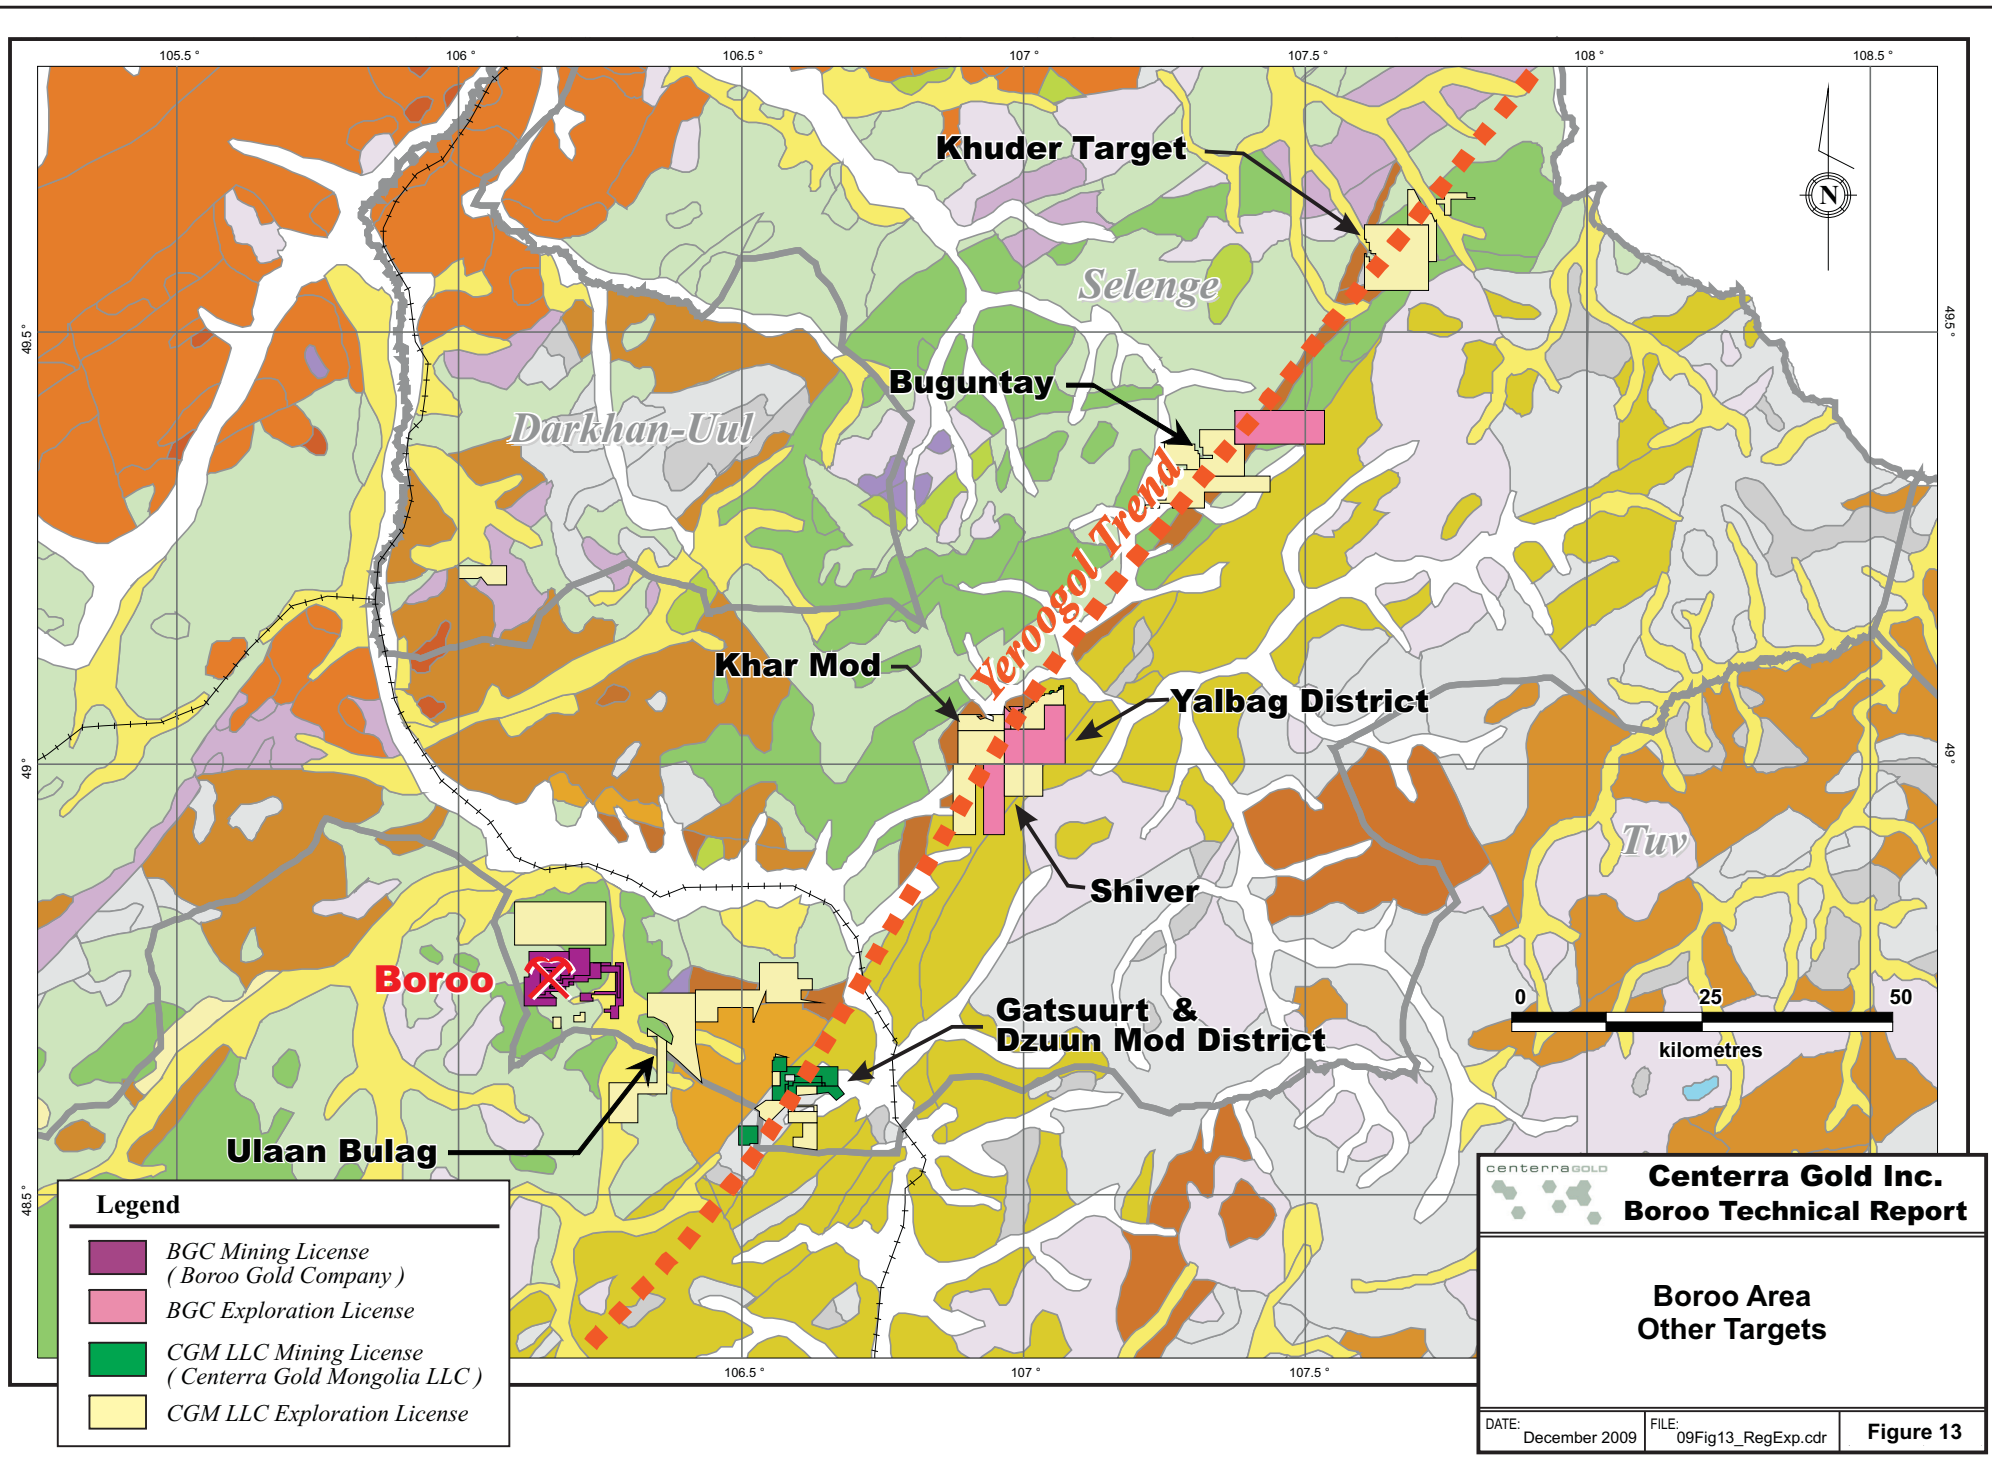 105.5 °
106 °
106.5 °
107 °
107.5 °
108 °
108.5 °
Khuder Target
N
Selenge
49.5 °
49.5 °
Buguntay
Darkhan-Uul
Yeroogol Trend
Khar Mod
Yalbag District
49 °
49 °
Tuv
Shiver
Boroo
Gatsuurt &
Dzuun Mod District
0 25 50
kilometres
Ulaan Bulag
48.5 °
Legend
BGC Mining License
( Boroo Gold Company )
BGC Exploration License
CGM LLC Mining License
( Centerra Gold Mongolia LLC )
CGM LLC Exploration License
106.5 °
107 °
107.5 °
centerraGOLD
Centerra Gold Inc.
Boroo Technical Report
Boroo Area
Other Targets
DATE: December 2009
FILE: 09Fig13_RegExp.cdr
Figure 13